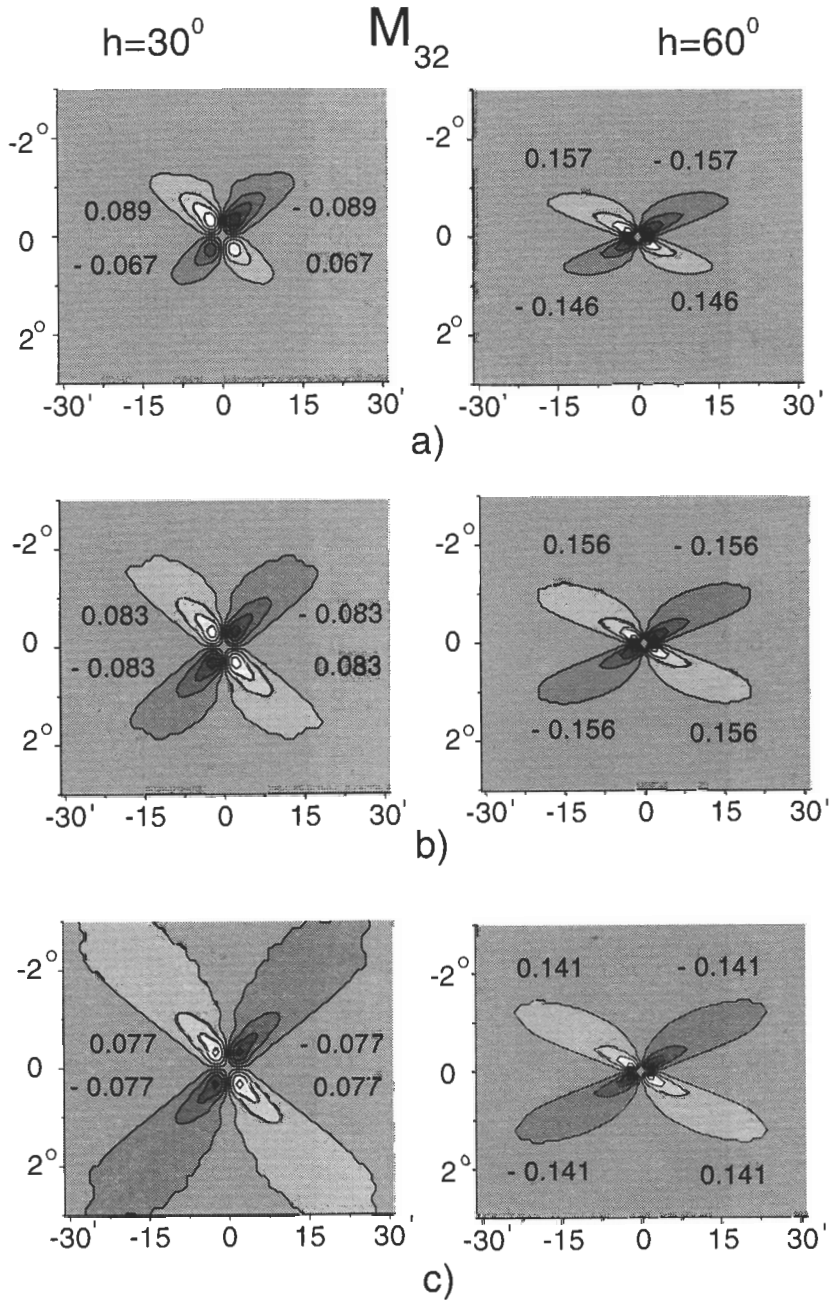 h=30⁰ M₃₂ h=60⁰
-2° 0.089 - 0.089 -2° 0.157 - 0.157
0 0
- 0.067 0.067 - 0.146 0.146
2° 2°
-30' -15 0 15 30' -30' -15 0 15 30'
a)
-2° 0.083 - 0.083 -2° 0.156 - 0.156
0 0
- 0.083 0.083 - 0.156 0.156
2° 2°
-30' -15 0 15 30' -30' -15 0 15 30'
b)
-2° -2° 0.141 - 0.141
0.077 - 0.077
0 0
- 0.077 0.077
2° 2° - 0.141 0.141
-30' -15 0 15 30' -30' -15 0 15 30'
c)